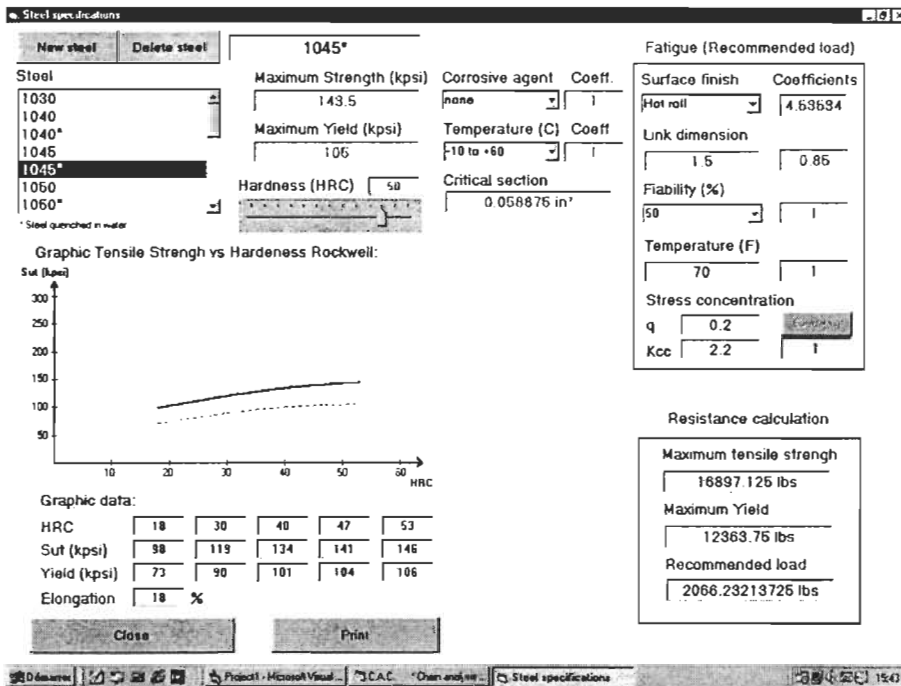 Steel specifications
New steel
Delete steel
1045*
Steel
1030
1040
1040*
1045
1045*
1050
1060*
* Steel quenched in water
Maximum Strength (kpsi)
143.5
Maximum Yield (kpsi)
105
Hardness (HRC)
50
Corrosive agent
Coeff.
none
1
Temperature (C)
Coeff
-10 to +60
1
Critical section
0.058875 in²
Fatigue (Recommended load)
Surface finish
Coefficients
Hot roll
4.53534
Link dimension
1.5
0.85
Fiability (%)
50
1
Temperature (F)
70
1
Stress concentration
q
0.2
Kcc
2.2
1
Graphic Tensile Strengh vs Hardeness Rockwell:
Sut (kpsi)
300
250
200
150
100
50
10
20
30
40
50
60
HRC
Graphic data:
HRC 18 30 40 47 53
Sut (kpsi) 98 119 134 141 146
Yield (kpsi) 73 90 101 104 106
Elongation 18 %
Close
Print
Resistance calculation
Maximum tensile strengh
16897.125 lbs
Maximum Yield
12363.75 lbs
Recommended load
2066.23213725 lbs
Démarrer
Project1 - Microsoft Visual ...
C.A.C. "Chain analyse ...
Steel specifications